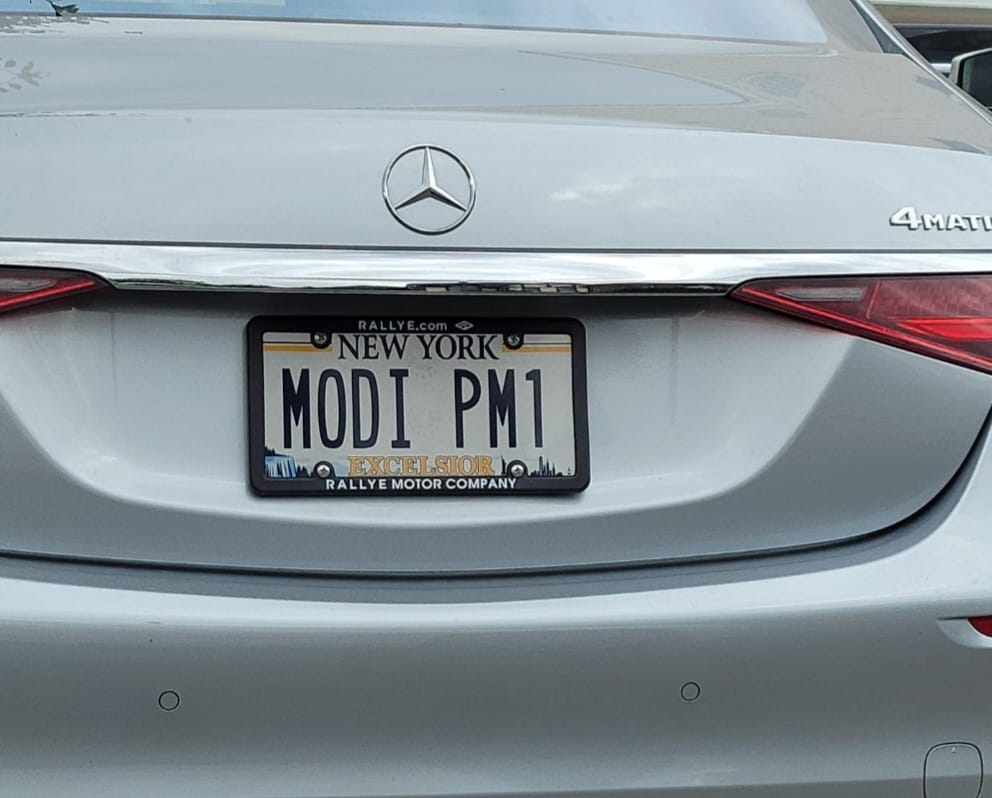 4MATI
RALLYE.com
NEW YORK
MODI PM1
EXCELSIOR
RALLYE MOTOR COMPANY